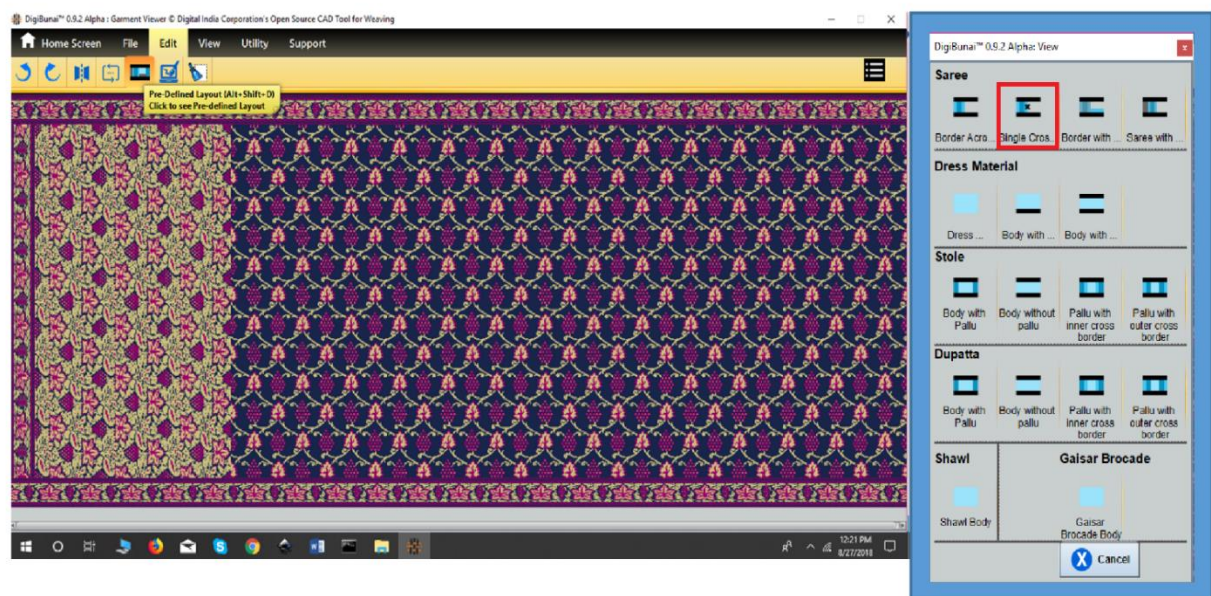 DigiBunai™ 0.9.2 Alpha : Garment Viewer © Digital India Corporation's Open Source CAD Tool for Weaving
Home Screen File Edit View Utility Support
Pre-Defined Layout (Alt+Shift+D)
Click to see Pre-defined Layout
12:21 PM
8/27/2018
DigiBunai™ 0.9.2 Alpha: View
Saree
Border Acro... Single Cros... Border with ... Saree with ...
Dress Material
Dress ... Body with ... Body with ...
Stole
Body with Body without Pallu with Pallu with
Pallu pallu inner cross outer cross
border border
Dupatta
Body with Body without Pallu with Pallu with
Pallu pallu inner cross outer cross
border border
Shawl Gaisar Brocade
Shawl Body Gaisar
Brocade Body
X Cancel